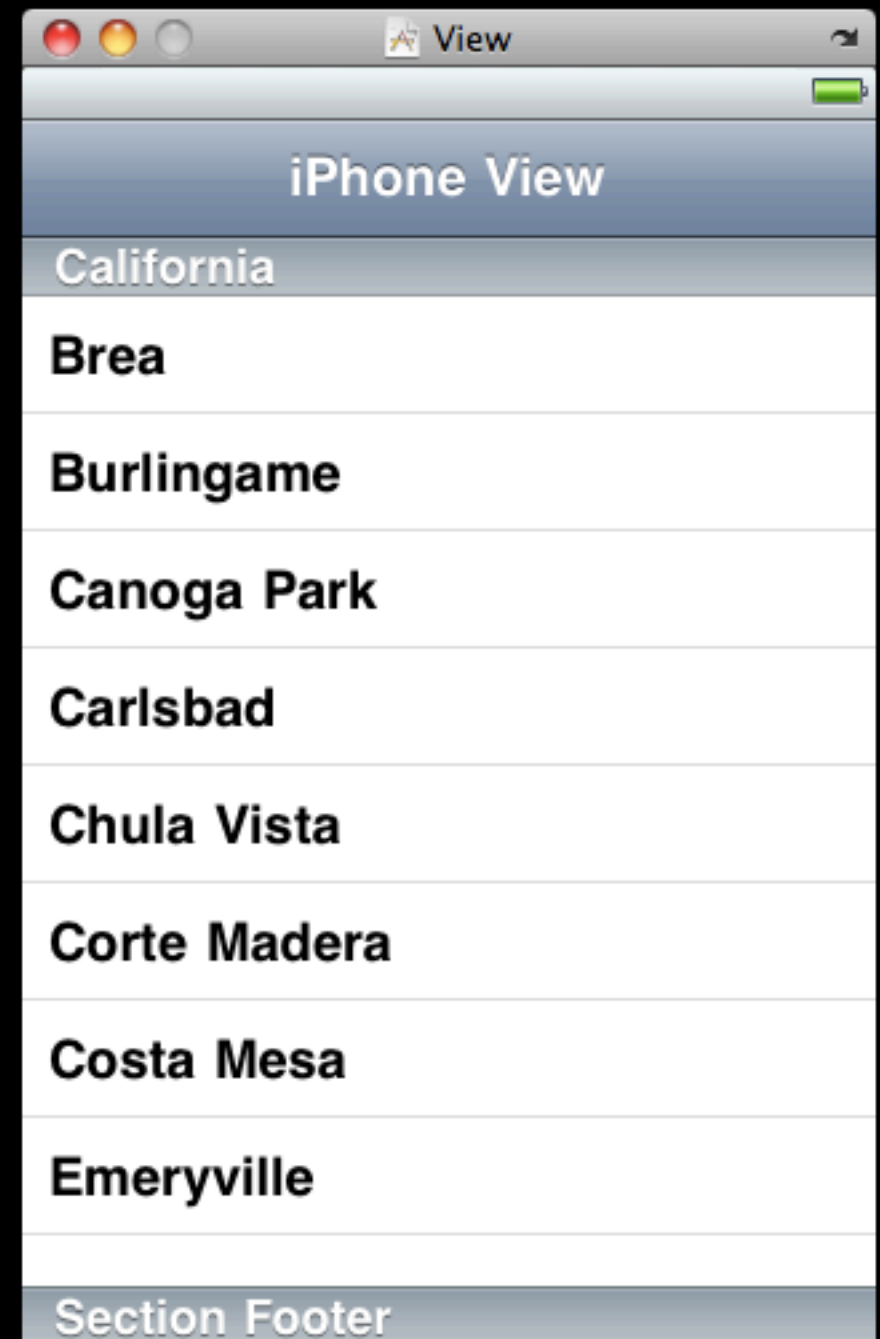 View
iPhone View
California
Brea
Burlingame
Canoga Park
Carlsbad
Chula Vista
Corte Madera
Costa Mesa
Emeryville
Section Footer